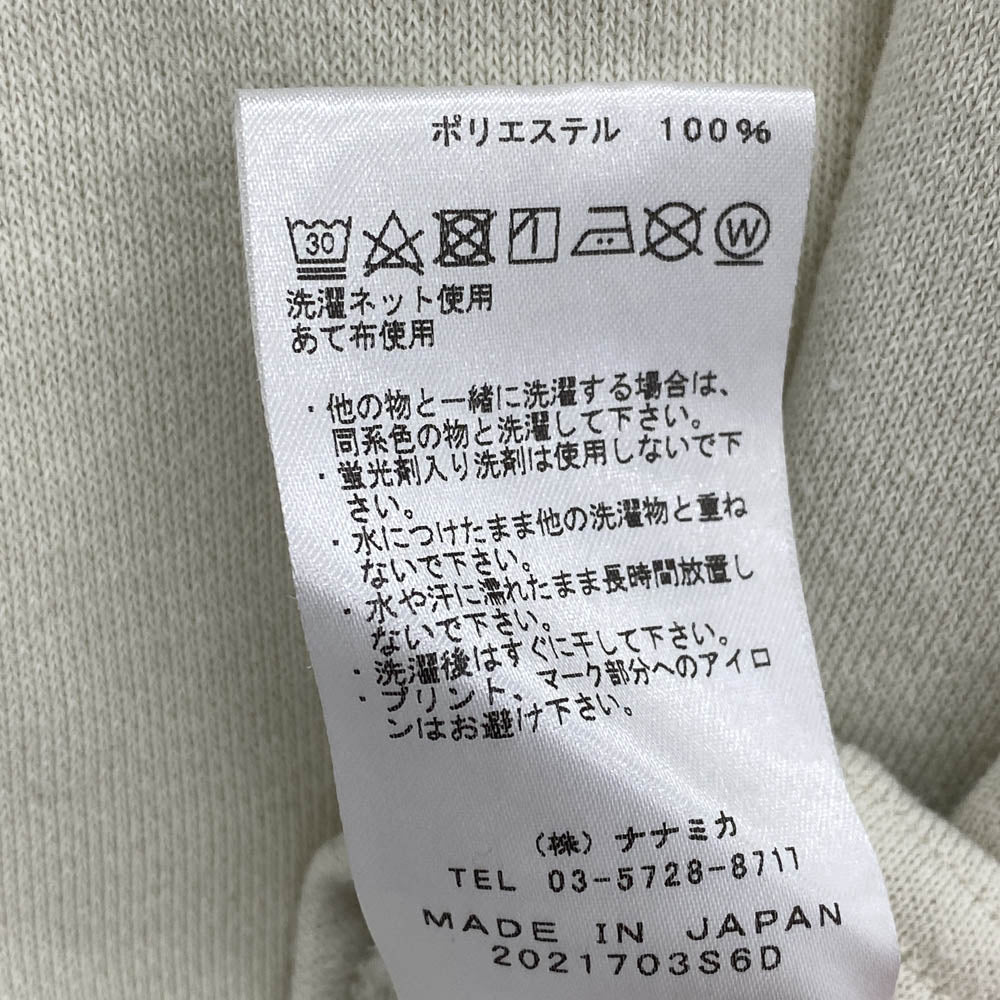 ポリエステル 100%
30 W
洗濯ネット使用
あて布使用
・他の物と一緒に洗濯する場合は、
同系色の物と洗濯して下さい。
・蛍光剤入り洗剤は使用しないで下
さい。
・水につけたまま他の洗濯物と重ね
ないで下さい。
・水や汗に濡れたまま長時間放置し
ないで下さい。
・洗濯後はすぐに干して下さい。
・プリント、マーク部分へのアイロ
ンはお避け下さい。
(株) ナナミカ
TEL 03-5728-8711
MADE IN JAPAN
2021703S6D